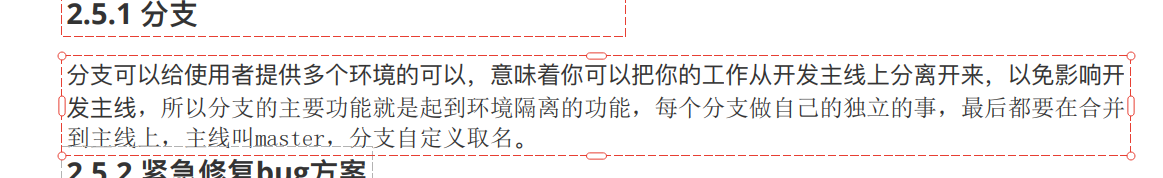 2.5.1 分支
分支可以给使用者提供多个环境的可以，意味着你可以把你的工作从开发主线上分离开来，以免影响开
发主线，所以分支的主要功能就是起到环境隔离的功能，每个分支做自己的独立的事，最后都要在合并
到主线上，主线叫master，分支自定义取名。
2.5.2 紧急修复bug方案